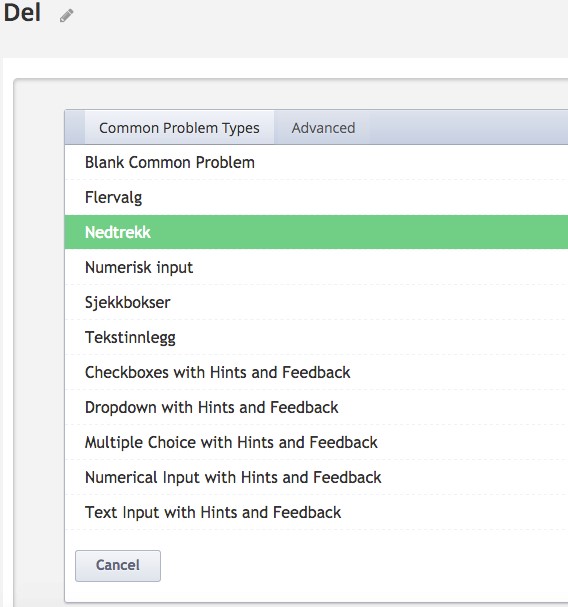 Del
Common Problem Types Advanced
Blank Common Problem
Flervalg
Nedtrekk
Numerisk input
Sjekkbokser
Tekstinnlegg
Checkboxes with Hints and Feedback
Dropdown with Hints and Feedback
Multiple Choice with Hints and Feedback
Numerical Input with Hints and Feedback
Text Input with Hints and Feedback
Cancel